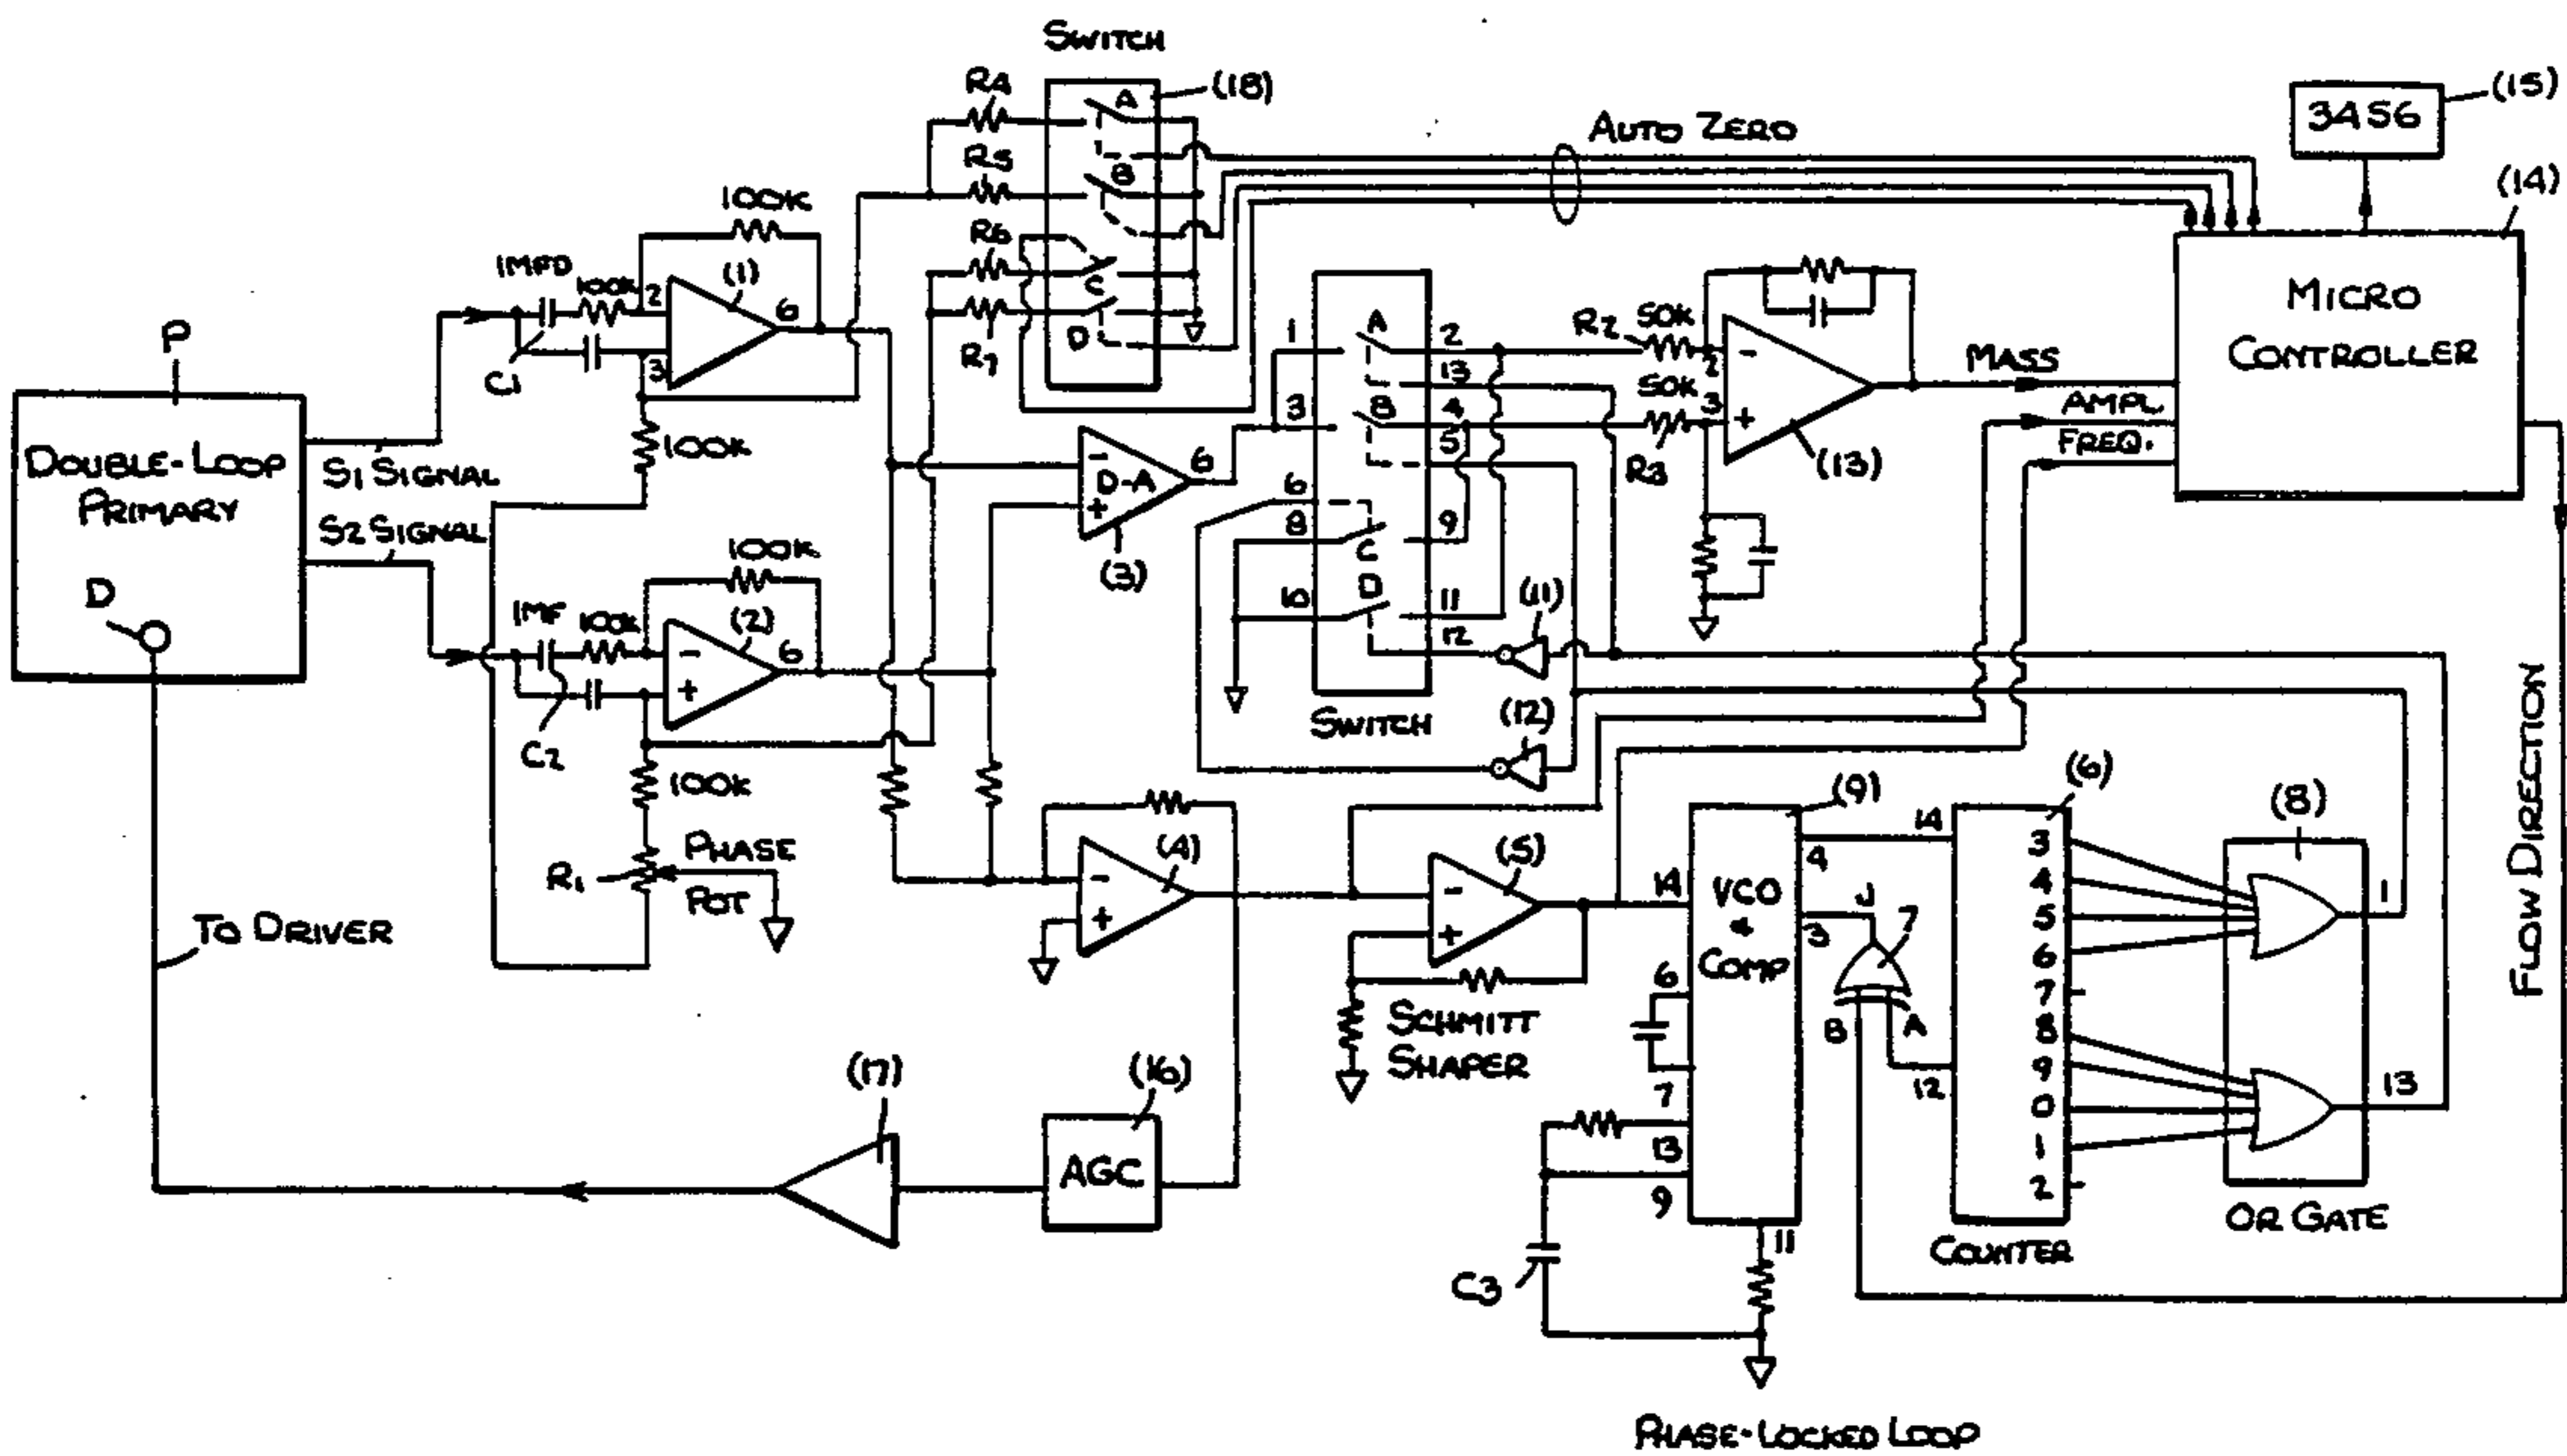 SWITCH
R4
A
(18)
R5
B
R6
C
R7
D
AUTO ZERO
3456
(15)
(14)
MICRO
CONTROLLER
P
DOUBLE-LOOP
PRIMARY
D
S1 SIGNAL
S2 SIGNAL
TO DRIVER
1MFD
100K
100K
2
(1)
6
C1
3
100K
1MF
100K
100K
-
(2)
6
+
C2
100K
R1
PHASE
POT
-
D-A
+
6
(3)
1
A
2
13
3
B
4
5
6
8
C
9
D
10
11
12
SWITCH
(11)
(12)
R2
50K
-
2
50K
3
+
R3
(13)
MASS
AMPL
FREQ.
FLOW DIRECTION
-
(4)
+
-
(5)
+
SCHMITT
SHAPER
(9)
14
VCO
&
COMP
4
3
6
7
13
9
11
C3
J
7
B
A
(6)
14
12
3
4
5
6
7
8
9
0
1
2
COUNTER
(8)
1
13
OR GATE
(17)
(16)
AGC
PHASE-LOCKED LOOP